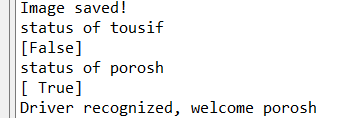 Image saved!
status of tousif
[False]
status of porosh
[ True]
Driver recognized, welcome porosh